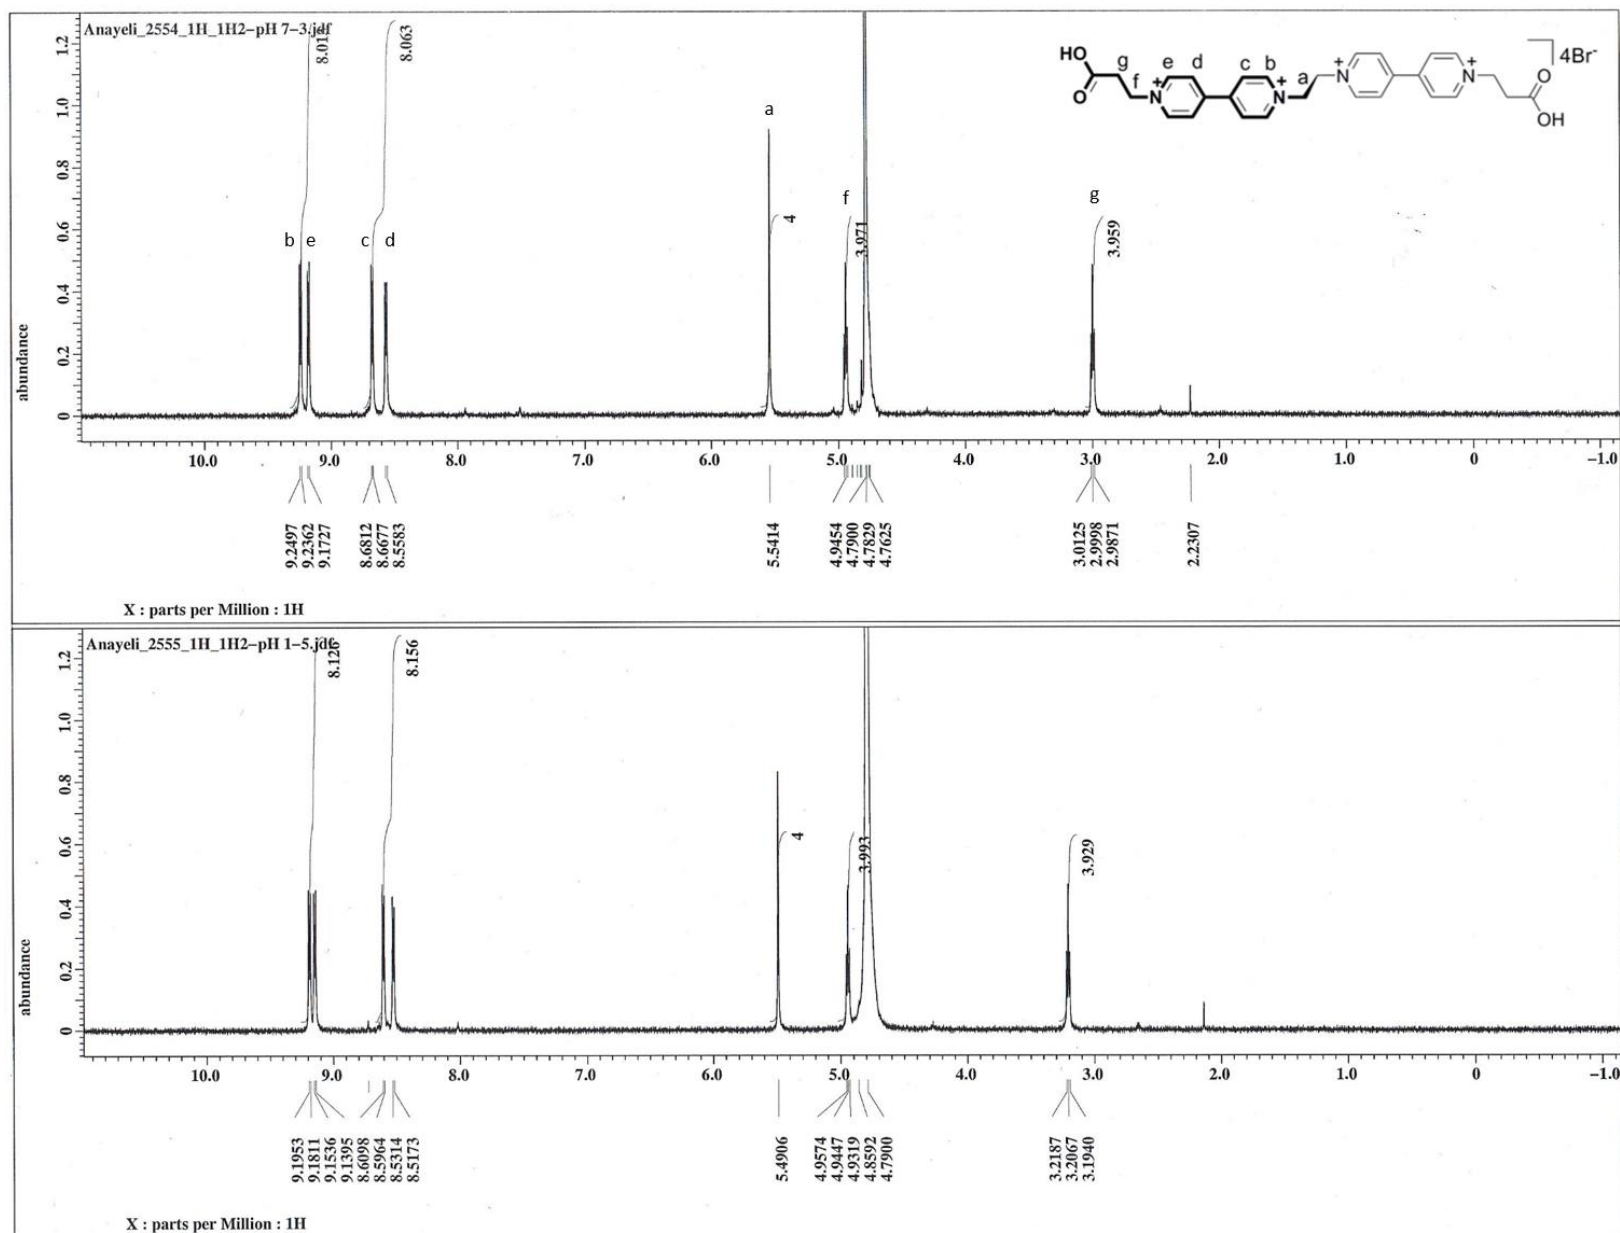 Anayeli_2554_1H_1H2−pH 7−3.jdf
8.063
HO
O
g
f
e
d
c
b
a
+
N
+
N
+
N
+
N
O
OH
4Br-
abundance
1.2
1.0
0.8
0.6
0.4
0.2
0
b
e
c
d
a
4
f
3.971
g
3.959
10.0 9.0 8.0 7.0 6.0 5.0 4.0 3.0 2.0 1.0 0 −1.0
9.2497
9.2362
9.1727
8.6812
8.6677
8.5583
5.5414
4.9454
4.7900
4.7829
4.7625
3.0125
2.9998
2.9871
2.2307
X : parts per Million : 1H
Anayeli_2555_1H_1H2−pH 1−5.jdf
8.126
8.156
abundance
1.2
1.0
0.8
0.6
0.4
0.2
0
4
3.993
3.929
10.0 9.0 8.0 7.0 6.0 5.0 4.0 3.0 2.0 1.0 0 −1.0
9.1953
9.1811
9.1536
9.1395
8.6098
8.5964
8.5314
8.5173
5.4906
4.9574
4.9447
4.9319
4.8592
4.7900
3.2187
3.2067
3.1940
X : parts per Million : 1H